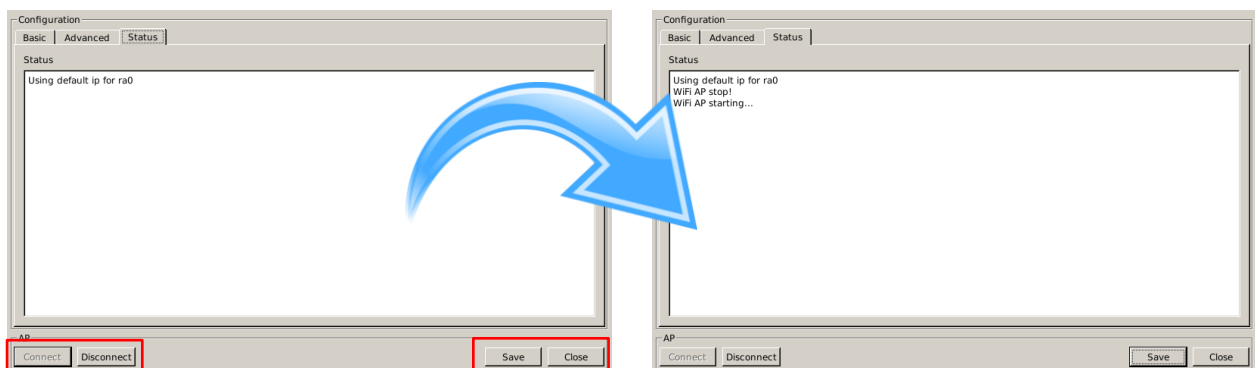 Configuration
Basic Advanced Status
Status
Using default ip for ra0
AP
Connect Disconnect Save Close
Configuration
Basic Advanced Status
Status
Using default ip for ra0
WiFi AP stop!
WiFi AP starting...
AP
Connect Disconnect Save Close